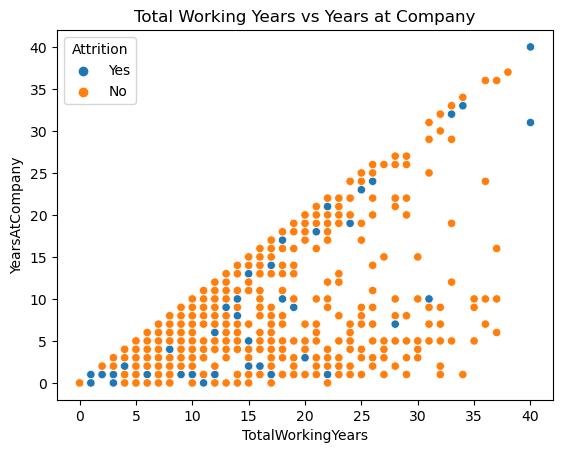 Total Working Years vs Years at Company
Attrition
Yes
No
YearsAtCompany
40
35
30
25
20
15
10
5
0
0 5 10 15 20 25 30 35 40
TotalWorkingYears